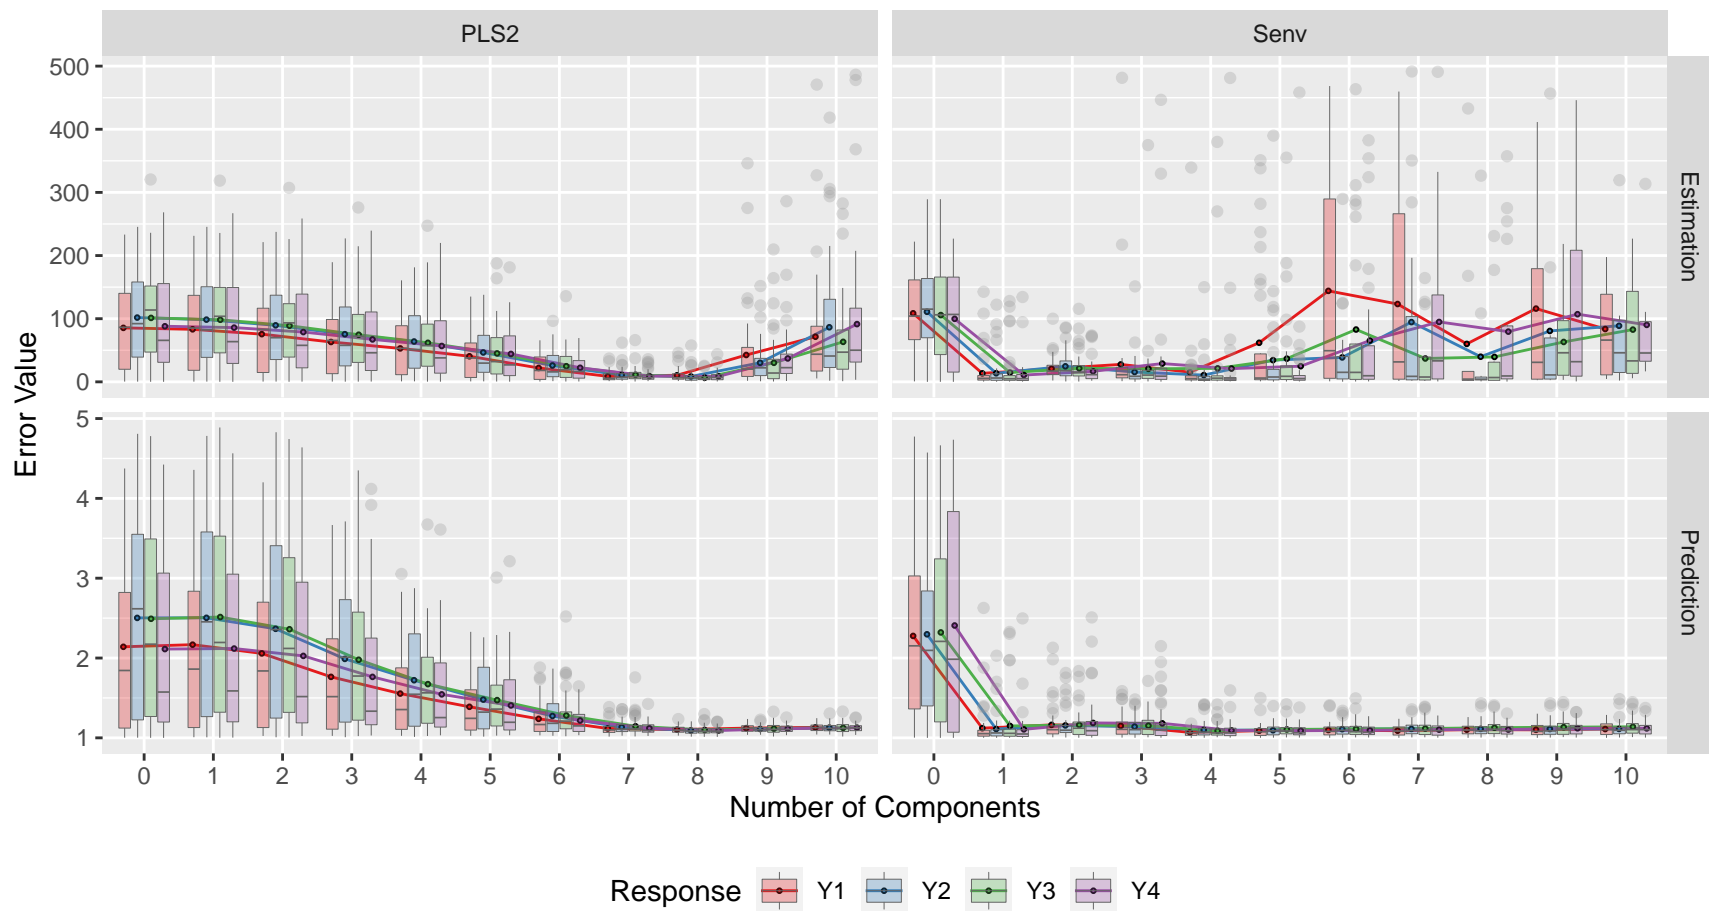 PLS2 Senv
Error Value
500
400
300
200
100
0
Estimation
5
4
3
2
1
Prediction
0 1 2 3 4 5 6 7 8 9 10 0 1 2 3 4 5 6 7 8 9 10
Number of Components
Response Y1 Y2 Y3 Y4